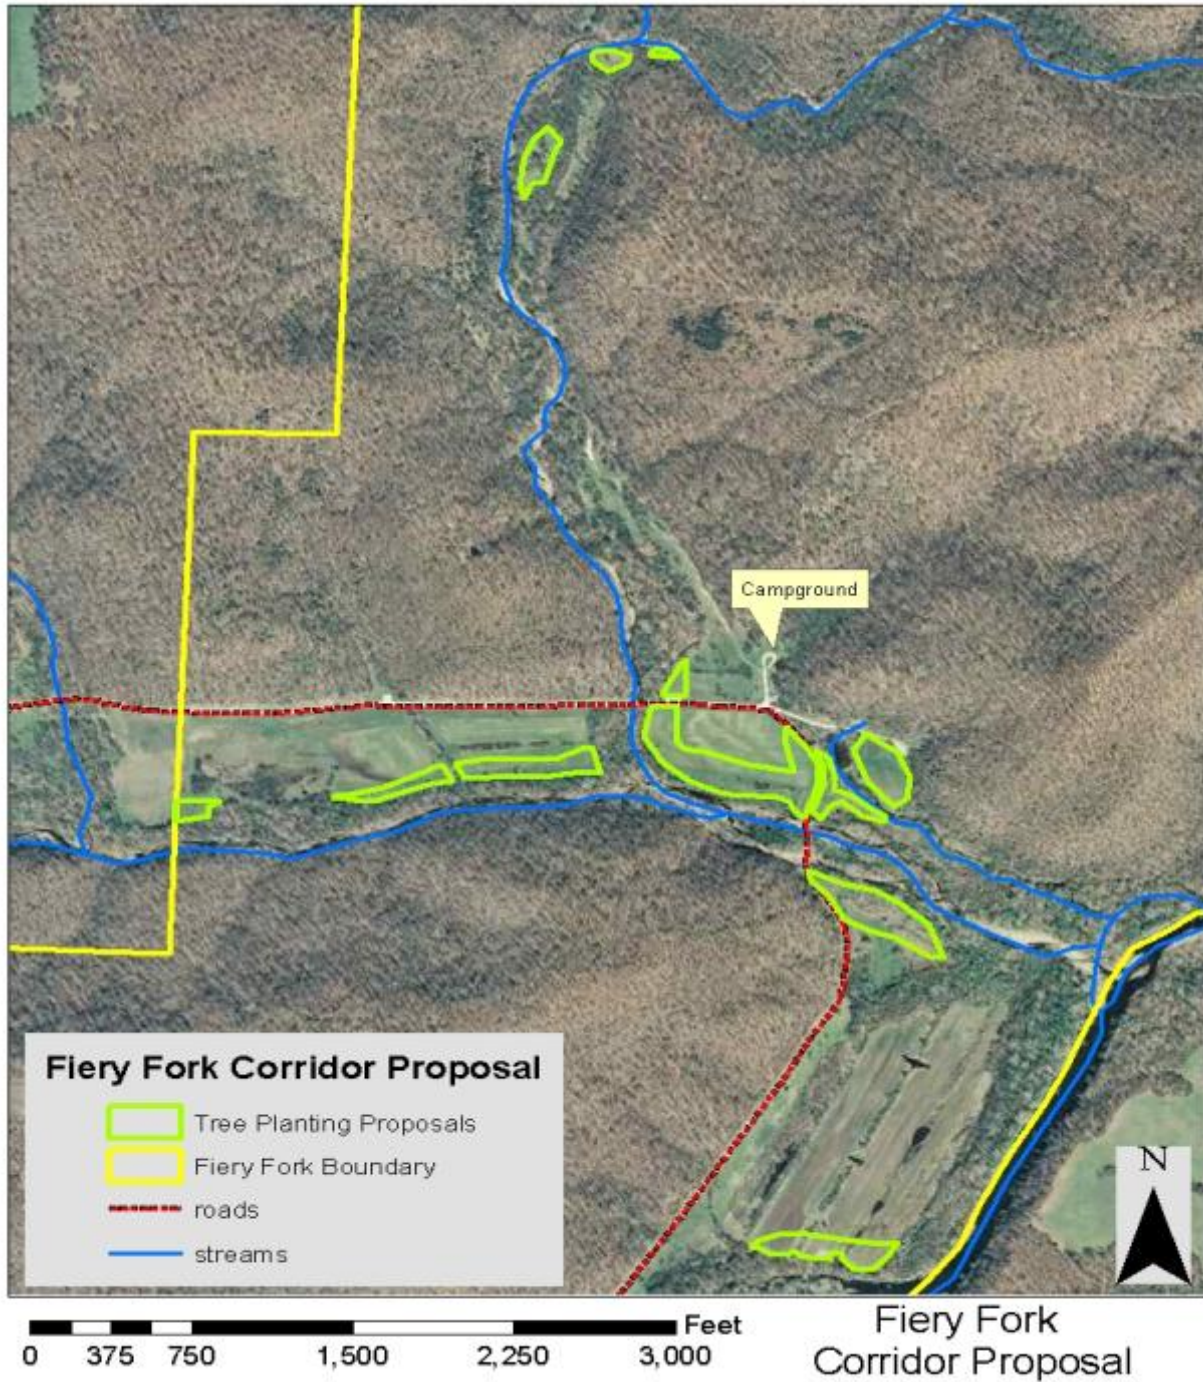 Campground
Fiery Fork Corridor Proposal
Tree Planting Proposals
Fiery Fork Boundary
roads
streams
N
Feet
0 375 750 1,500 2,250 3,000
Fiery Fork
Corridor Proposal